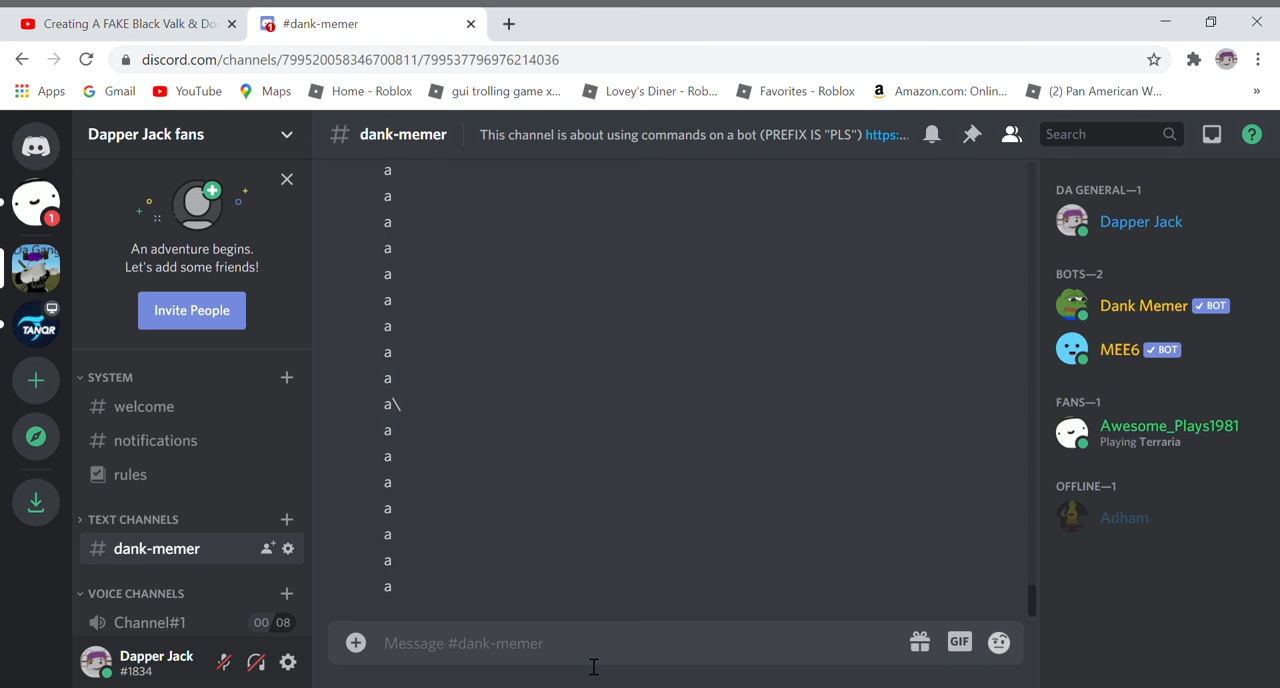 Creating A FAKE Black Valk & Do
#dank-memer
discord.com/channels/799520058346700811/799537796976214036
Apps
Gmail
YouTube
Maps
Home - Roblox
gui trolling game x...
Lovey's Diner - Rob...
Favorites - Roblox
Amazon.com: Onlin...
(2) Pan American W...
»
Dapper Jack fans
# dank-memer
This channel is about using commands on a bot (PREFIX IS "PLS") https:...
Search
1
TANQR
An adventure begins.
Let's add some friends!
Invite People
SYSTEM
welcome
notifications
rules
TEXT CHANNELS
dank-memer
VOICE CHANNELS
Channel#1
00 08
Dapper Jack
#1834
a
a
a
a
a
a
a
a
a
a\
a
a
a
a
a
a
a
Message #dank-memer
GIF
DA GENERAL—1
Dapper Jack
BOTS—2
Dank Memer ✓ BOT
MEE6 ✓ BOT
FANS—1
Awesome_Plays1981
Playing Terraria
OFFLINE—1
Adham